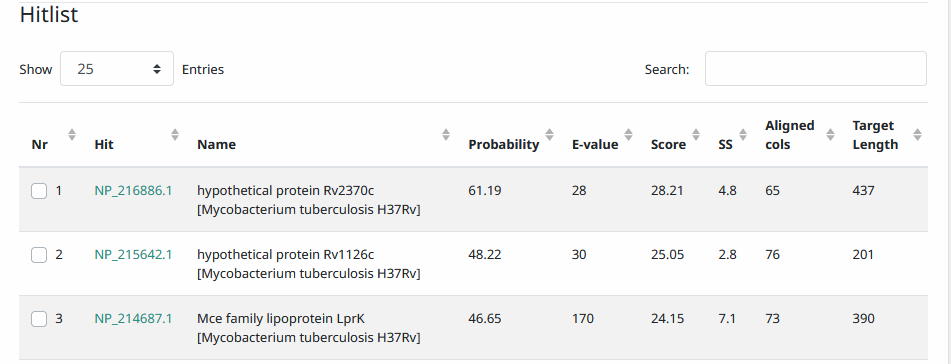 Hitlist
Show 25 Entries Search:
Nr Hit Name Probability E-value Score SS Aligned cols Target Length
1 NP_216886.1 hypothetical protein Rv2370c 61.19 28 28.21 4.8 65 437
[Mycobacterium tuberculosis H37Rv]
2 NP_215642.1 hypothetical protein Rv1126c 48.22 30 25.05 2.8 76 201
[Mycobacterium tuberculosis H37Rv]
3 NP_214687.1 Mce family lipoprotein LprK 46.65 170 24.15 7.1 73 390
[Mycobacterium tuberculosis H37Rv]